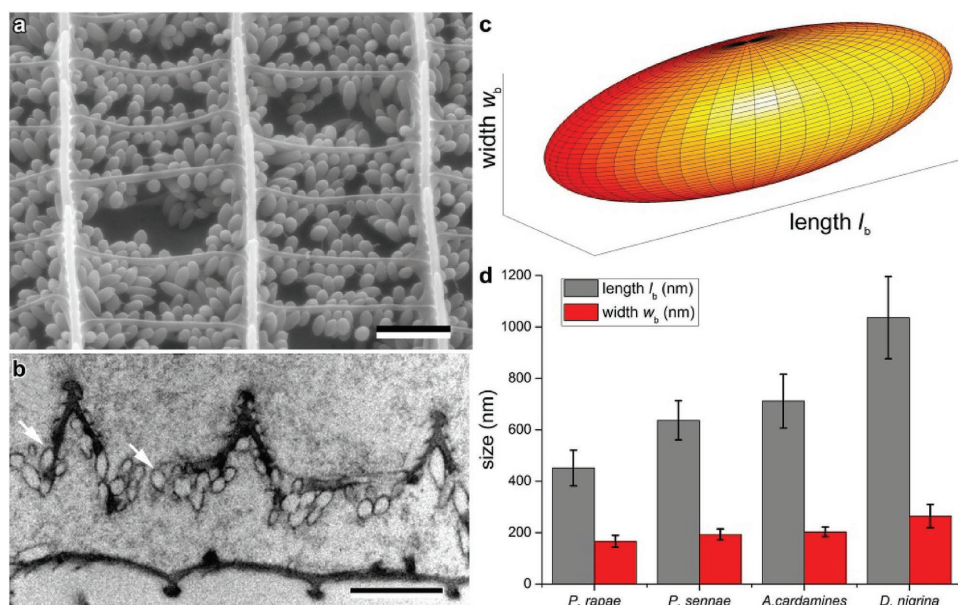 a
b
c
width w_b
length l_b
d
1200
1000
800
600
400
200
0
size (nm)
length l_b (nm)
width w_b (nm)
P. rapae
P. sennae
A.cardamines
D. nigrina